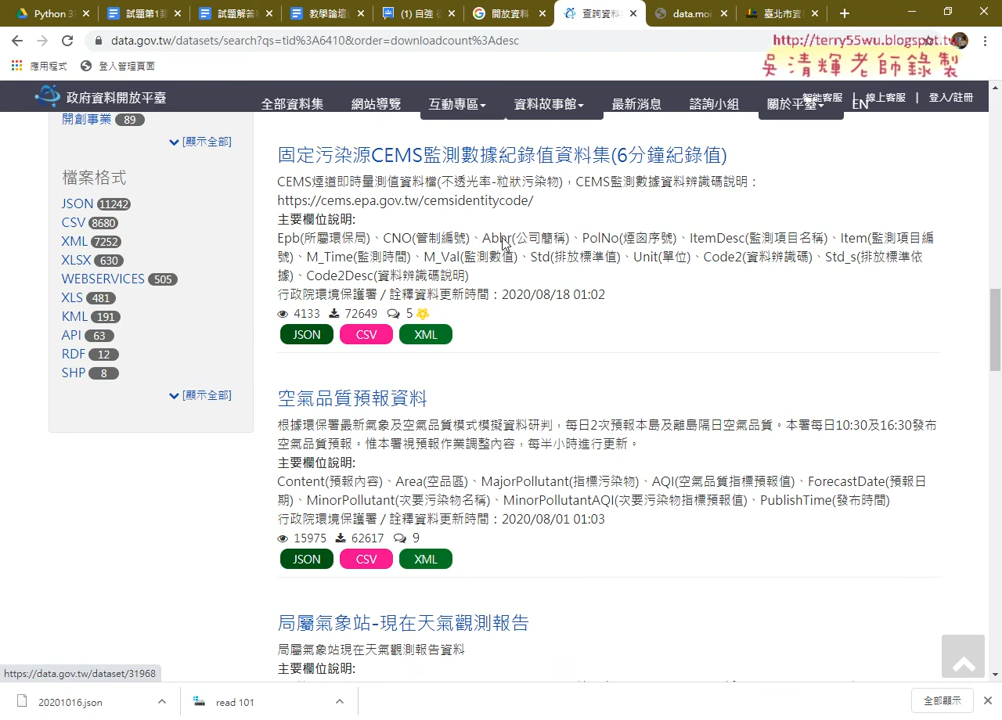 Python 3
試題第1
試題解答
教學論壇
(1) 自強
開放資料
查詢資料
data.moi
臺北市資
data.gov.tw/datasets/search?qs=tid%3A6410&order=downloadcount%3Adesc
http://terry55wu.blogspot.tw
應用程式
登入管理頁面
吳清輝老師錄製
政府資料開放平臺
全部資料集
網站導覽
互動專區
資料故事館
最新消息
諮詢小組
關於平臺
智能客服
EN
線上客服
登入/註冊
開創事業 89
[顯示全部]
檔案格式
JSON 11242
CSV 8680
XML 7252
XLSX 630
WEBSERVICES 505
XLS 481
KML 191
API 63
RDF 12
SHP 8
[顯示全部]
固定污染源CEMS監測數據紀錄值資料集(6分鐘紀錄值)
CEMS煙道即時量測值資料檔(不透光率-粒狀污染物)，CEMS監測數據資料辨識碼說明：
https://cems.epa.gov.tw/cemsidentitycode/
主要欄位說明:
Epb(所屬環保局)、CNO(管制編號)、Abbr(公司簡稱)、PolNo(煙囪序號)、ItemDesc(監測項目名稱)、Item(監測項目編
號)、M_Time(監測時間)、M_Val(監測數值)、Std(排放標準值)、Unit(單位)、Code2(資料辨識碼)、Std_s(排放標準依
據)、Code2Desc(資料辨識碼說明)
行政院環境保護署 / 詮釋資料更新時間：2020/08/18 01:02
4133 72649 5
JSON CSV XML
空氣品質預報資料
根據環保署最新氣象及空氣品質模式模擬資料研判，每日2次預報本島及離島隔日空氣品質。本署每日10:30及16:30發布
空氣品質預報。惟本署視預報作業調整內容，每半小時進行更新。
主要欄位說明:
Content(預報內容)、Area(空品區)、MajorPollutant(指標污染物)、AQI(空氣品質指標預報值)、ForecastDate(預報日
期)、MinorPollutant(次要污染物名稱)、MinorPollutantAQI(次要污染物指標預報值)、PublishTime(發布時間)
行政院環境保護署 / 詮釋資料更新時間：2020/08/01 01:03
15975 62617 9
JSON CSV XML
局屬氣象站-現在天氣觀測報告
局屬氣象站現在天氣觀測報告資料
主要欄位說明:
https://data.gov.tw/dataset/31968
20201016.json
read 101
全部顯示